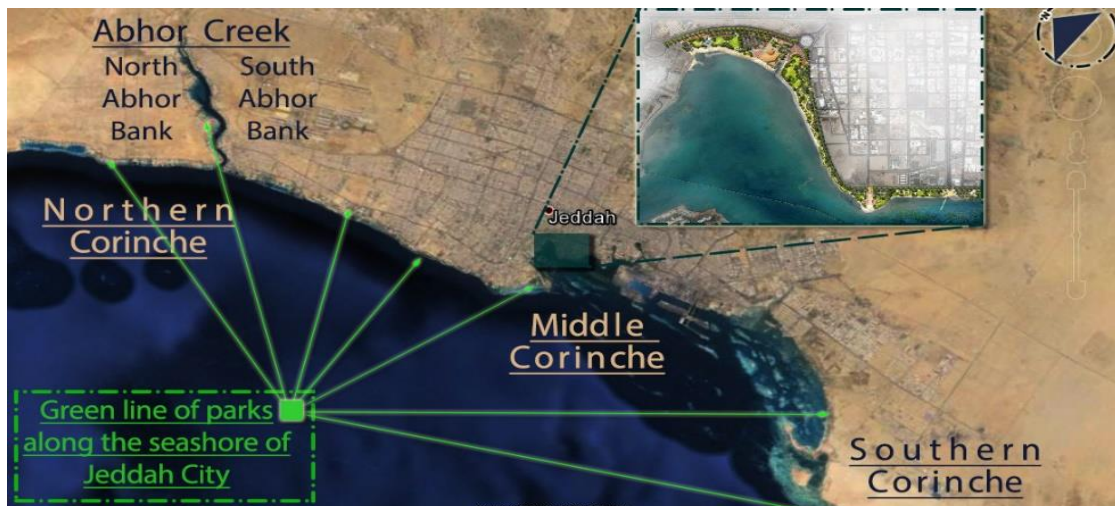 Abhor Creek
North
Abhor
Bank
South
Abhor
Bank
Northern
Corinche
Jeddah
Middle
Corinche
Green line of parks
along the seashore of
Jeddah City
Southern
Corinche